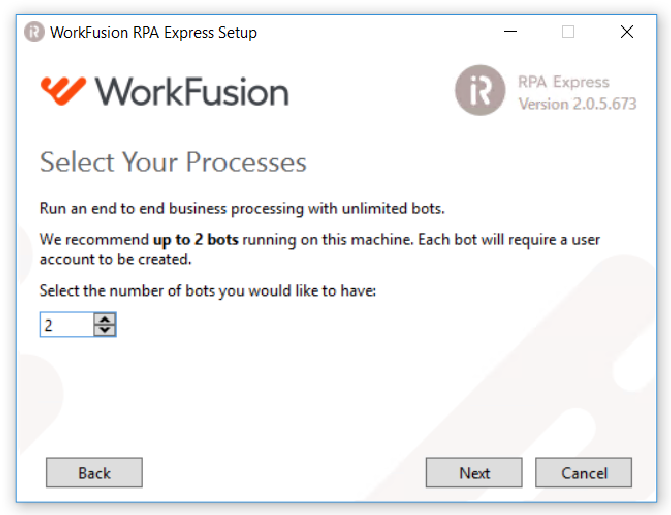 WorkFusion RPA Express Setup
WorkFusion
RPA Express
Version 2.0.5.673
Select Your Processes
Run an end to end business processing with unlimited bots.
We recommend up to 2 bots running on this machine. Each bot will require a user
account to be created.
Select the number of bots you would like to have:
2
Back
Next
Cancel